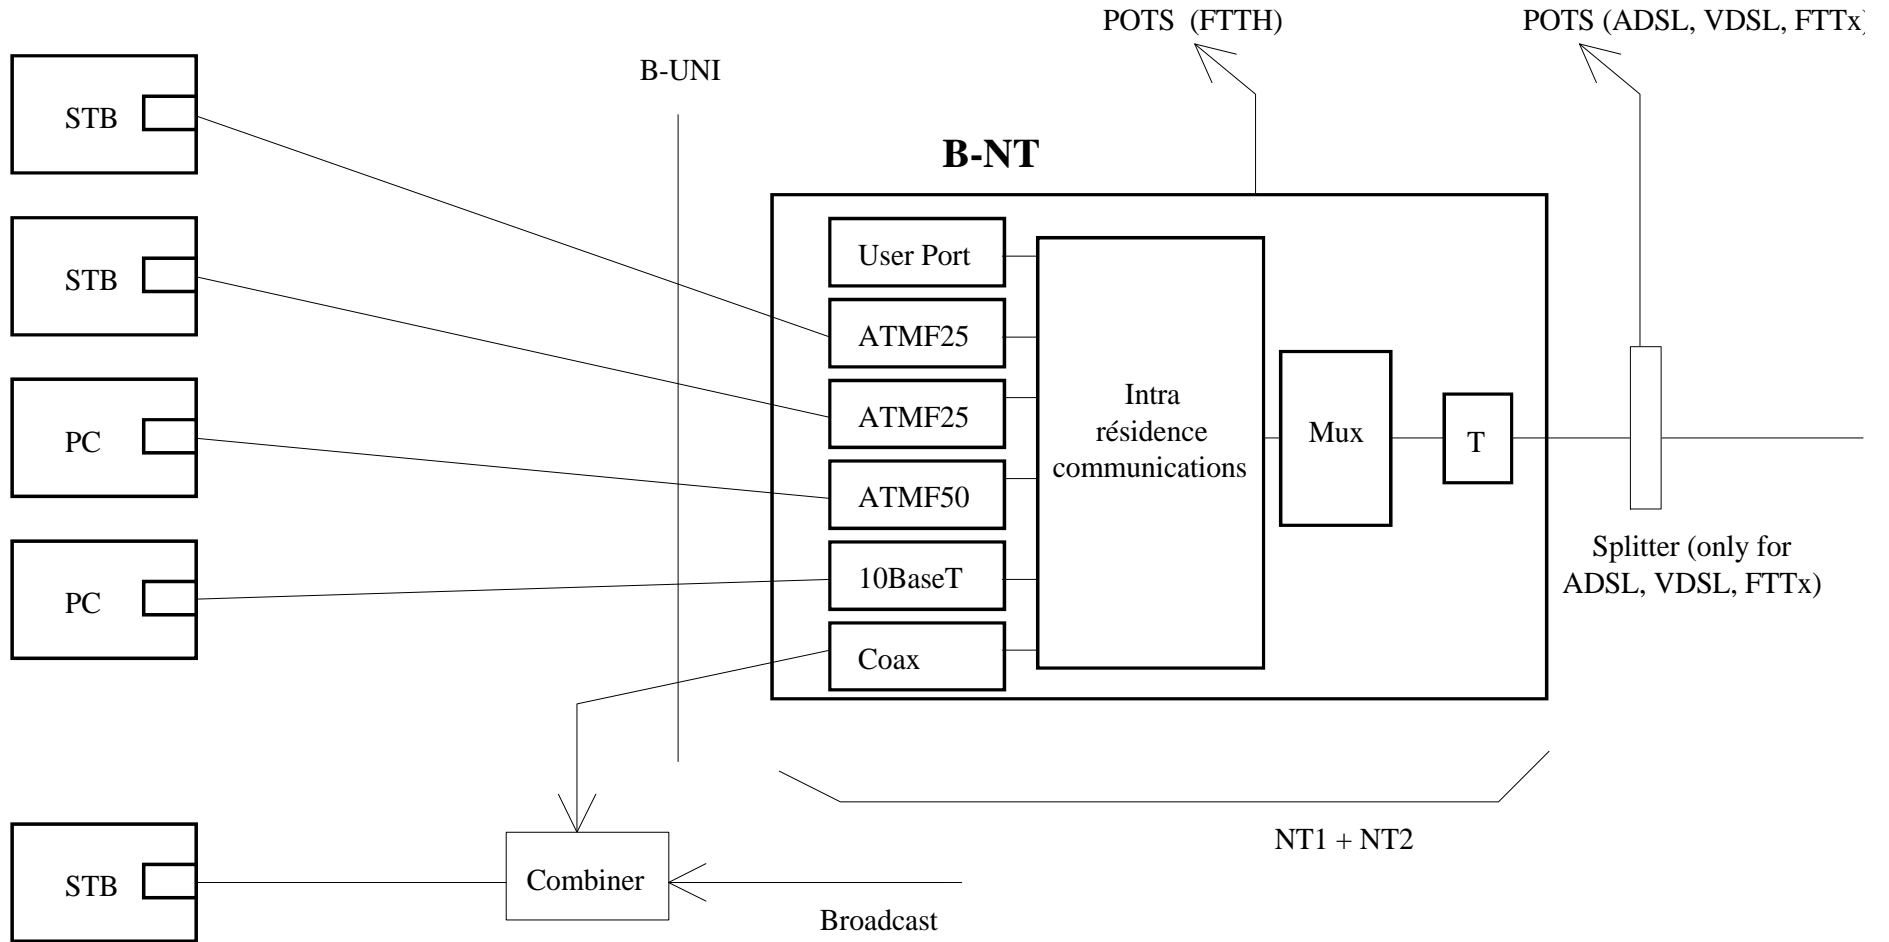 POTS (FTTH)
POTS (ADSL, VDSL, FTTx)
B-UNI
B-NT
STB
STB
PC
PC
STB
User Port
ATMF25
ATMF25
ATMF50
10BaseT
Coax
Intra
résidence
communications
Mux
T
Splitter (only for
ADSL, VDSL, FTTx)
NT1 + NT2
Combiner
Broadcast